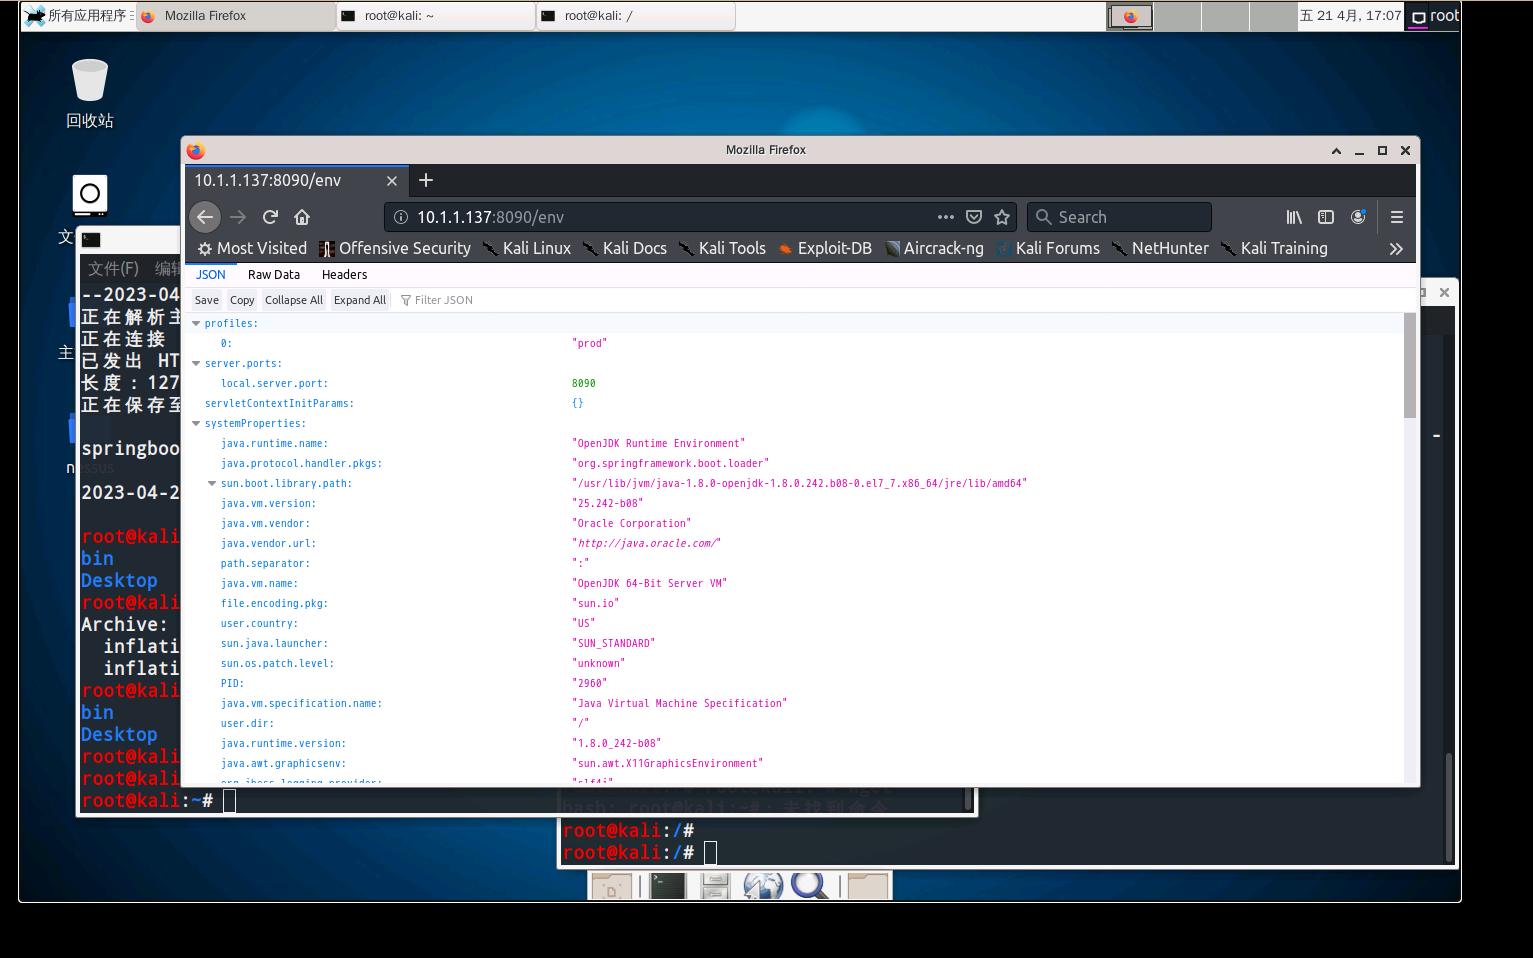 所有应用程序
Mozilla Firefox
root@kali: ~
root@kali: /
五 21 4月, 17:07
root
回收站
文
主
Mozilla Firefox
10.1.1.137:8090/env
10.1.1.137:8090/env
Search
Most Visited
Offensive Security
Kali Linux
Kali Docs
Kali Tools
Exploit-DB
Aircrack-ng
Kali Forums
NetHunter
Kali Training
JSON
Raw Data
Headers
Save
Copy
Collapse All
Expand All
Filter JSON
profiles:
0: "prod"
server.ports:
local.server.port: 8090
servletContextInitParams: {}
systemProperties:
java.runtime.name: "OpenJDK Runtime Environment"
java.protocol.handler.pkgs: "org.springframework.boot.loader"
sun.boot.library.path: "/usr/lib/jvm/java-1.8.0-openjdk-1.8.0.242.b08-0.el7_7.x86_64/jre/lib/amd64"
java.vm.version: "25.242-b08"
java.vm.vendor: "Oracle Corporation"
java.vendor.url: "http://java.oracle.com/"
path.separator: ":"
java.vm.name: "OpenJDK 64-Bit Server VM"
file.encoding.pkg: "sun.io"
user.country: "US"
sun.java.launcher: "SUN_STANDARD"
sun.os.patch.level: "unknown"
PID: "2960"
java.vm.specification.name: "Java Virtual Machine Specification"
user.dir: "/"
java.runtime.version: "1.8.0_242-b08"
java.awt.graphicsenv: "sun.awt.X11GraphicsEnvironment"
org.jboss.logging.provider: "slf4j"
文件(F) 编辑
--2023-04
正在解析主
正在连接
已发出 HT
长度：127
正在保存至
springboo
2023-04-2
root@kali
bin
Desktop
root@kali
Archive:
inflati
inflati
root@kali
bin
Desktop
root@kali
root@kali
root@kali:~#
bash: root@kali:~#：未找到命令
root@kali:/#
root@kali:/#